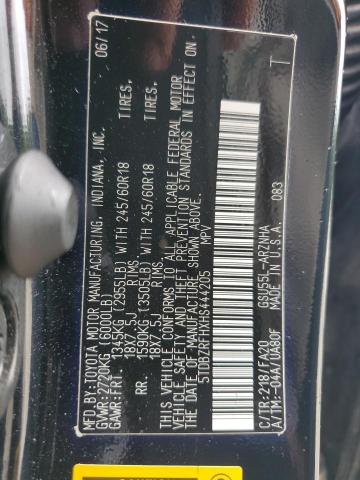 MFD.BY:TOYOTA MOTOR MANUFACTURING, INDIANA, INC. 06/17
GVWR:2720KG(6000LB)
GAWR:FRT. 1345KG(2955LB) WITH 245/60R18 TIRES,
18X7.5J RIMS
RR. 1590KG(3505LB) WITH 245/60R18 TIRES,
18X7.5J RIMS
THIS VEHICLE CONFORMS TO ALL APPLICABLE FEDERAL MOTOR
VEHICLE SAFETY AND THEFT PREVENTION STANDARDS IN EFFECT ON
THE DATE OF MANUFACTURE SHOWN ABOVE.
5TDBZRFHXHS444205 MPV
C/TR:218/FA20 GSU55L-ARZNHA
A/TM:-04A/UA80F MADE IN U.S.A. 083
T